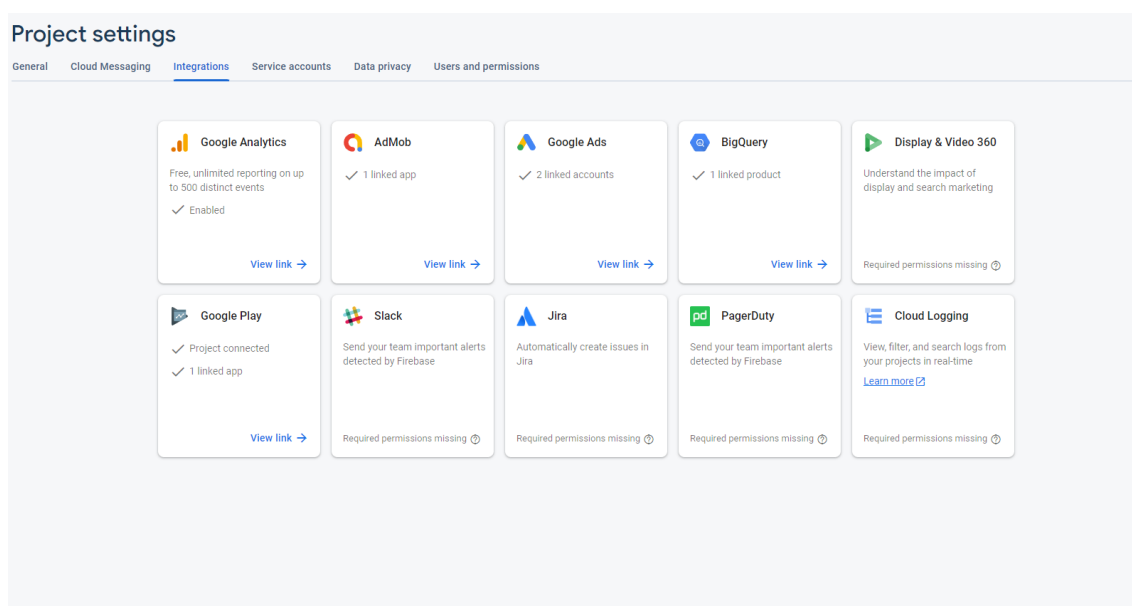 Project settings
General Cloud Messaging Integrations Service accounts Data privacy Users and permissions
Google Analytics
Free, unlimited reporting on up
to 500 distinct events
Enabled
View link
AdMob
1 linked app
View link
Google Ads
2 linked accounts
View link
BigQuery
1 linked product
View link
Display & Video 360
Understand the impact of
display and search marketing
Required permissions missing
Google Play
Project connected
1 linked app
View link
Slack
Send your team important alerts
detected by Firebase
Required permissions missing
Jira
Automatically create issues in
Jira
Required permissions missing
pd PagerDuty
Send your team important alerts
detected by Firebase
Required permissions missing
Cloud Logging
View, filter, and search logs from
your projects in real-time
Learn more
Required permissions missing